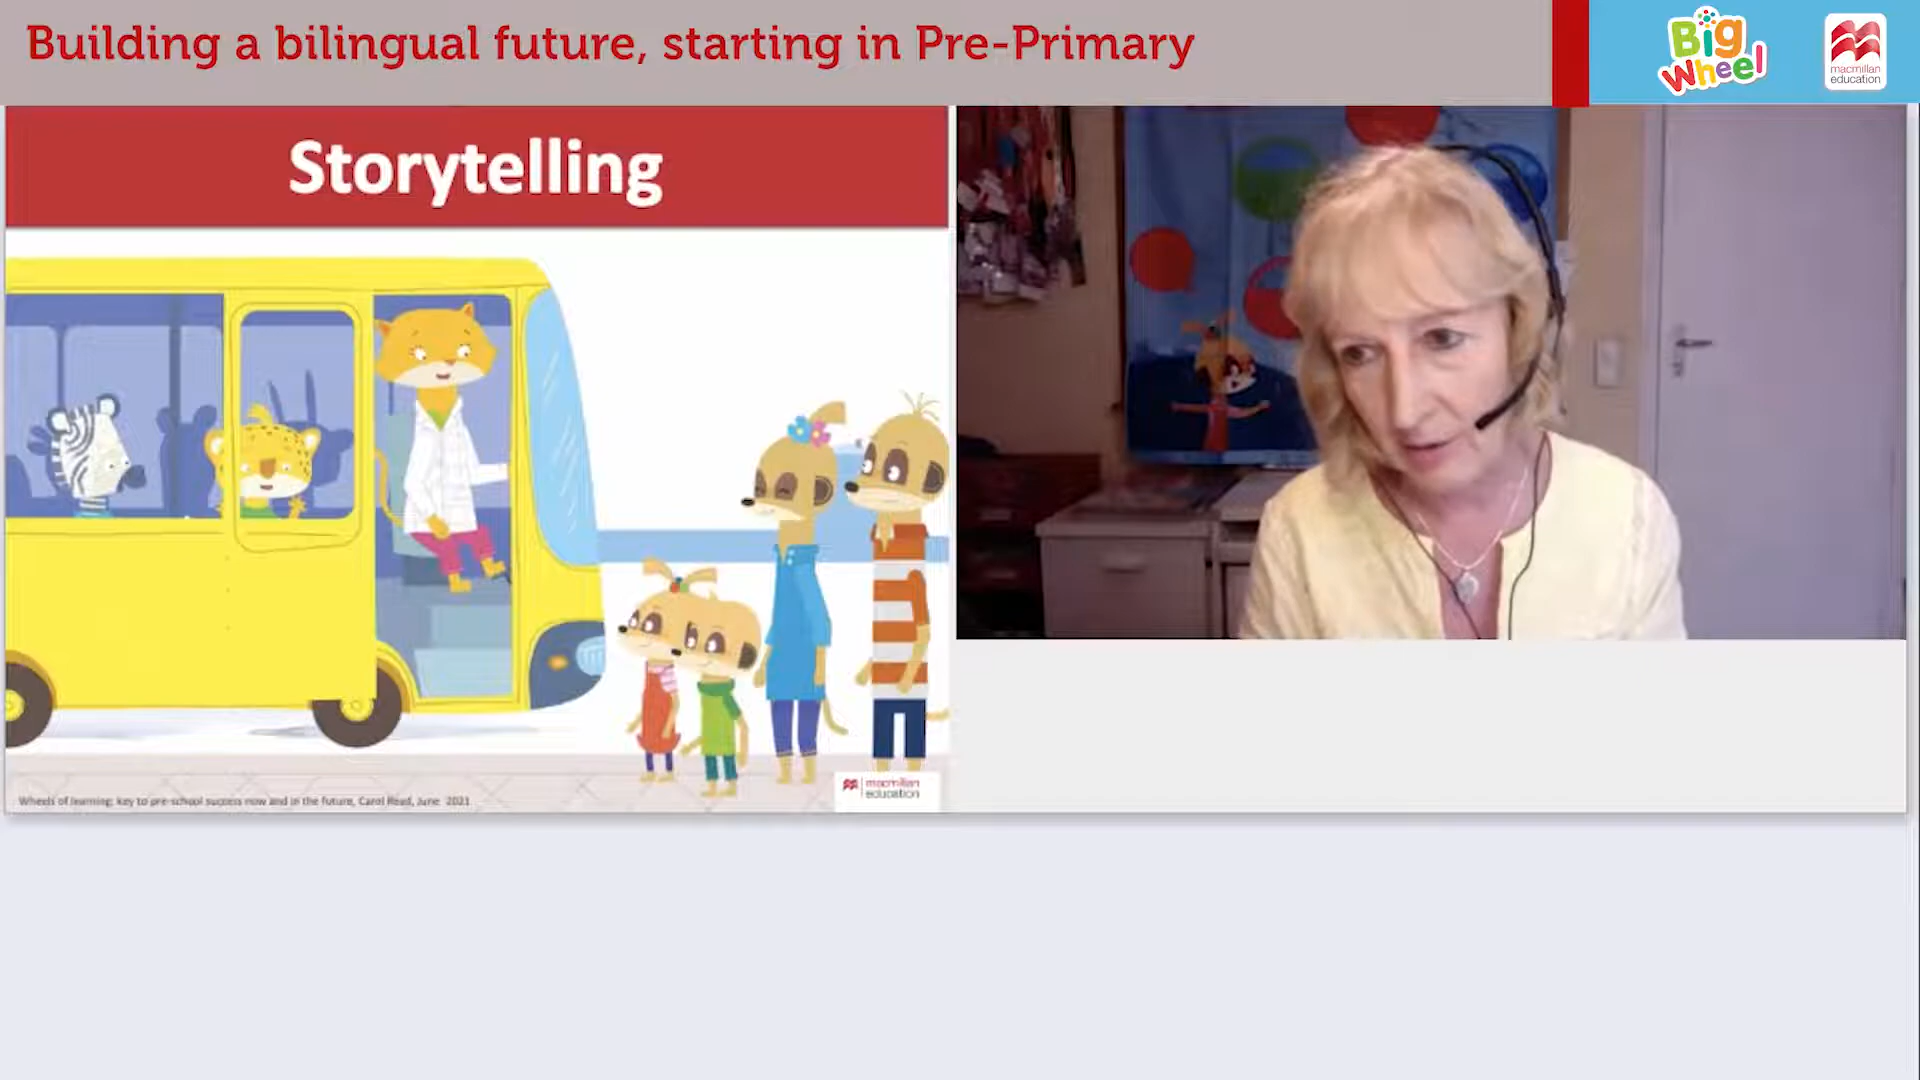 Building a bilingual future, starting in Pre-Primary
Big
Wheel
macmillan
education
Storytelling
Wheels of learning: key to pre-school success now and in the future, Carol Read, June 2021
macmillan
education